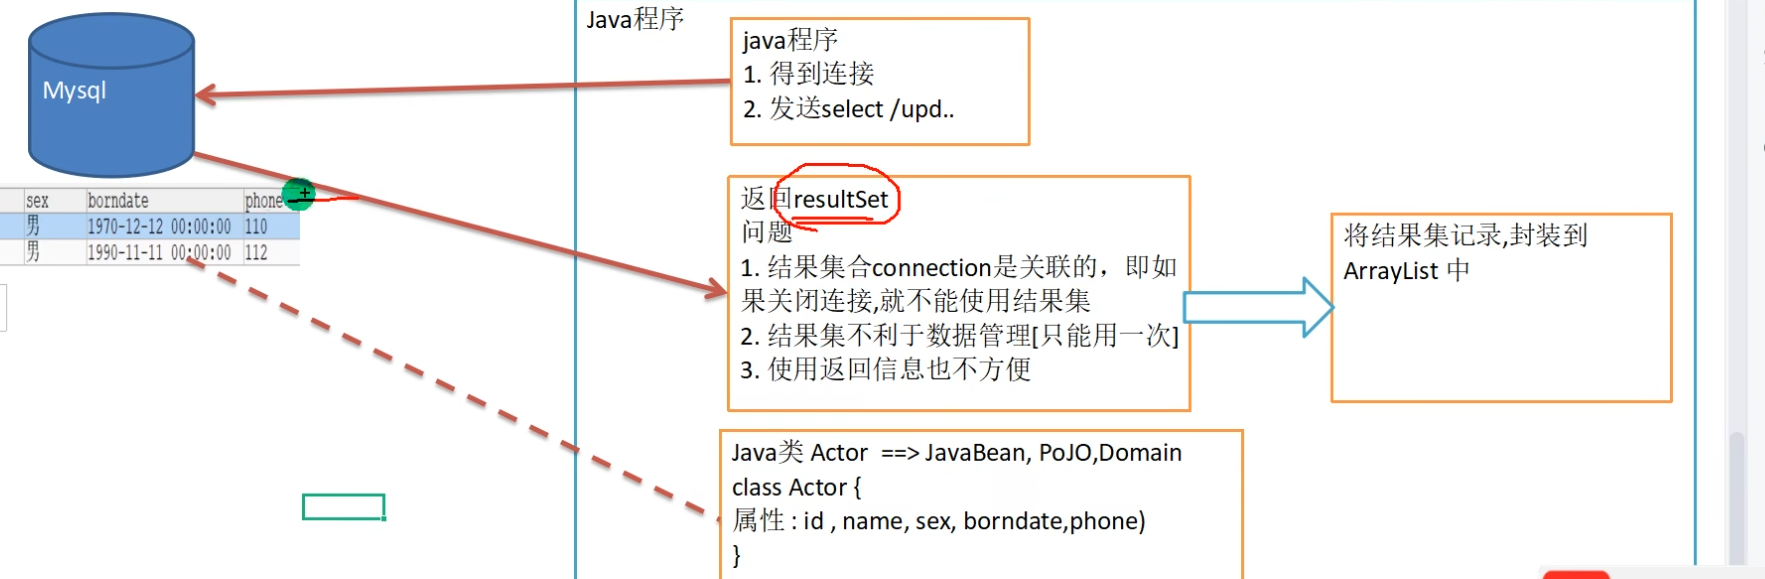 Java程序
java程序
1. 得到连接
2. 发送select /upd..
Mysql
sex borndate phone
男 1970-12-12 00:00:00 110
男 1990-11-11 00:00:00 112
返回resultSet
问题
1. 结果集合connection是关联的，即如
果关闭连接,就不能使用结果集
2. 结果集不利于数据管理[只能用一次]
3. 使用返回信息也不方便
将结果集记录,封装到
ArrayList 中
Java类 Actor ==> JavaBean, PoJO,Domain
class Actor {
属性 : id , name, sex, borndate,phone)
}